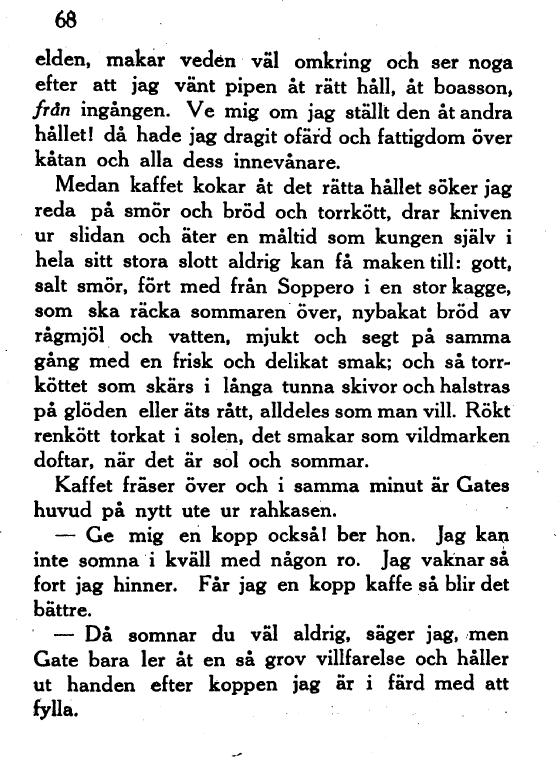 68
elden, makar veden väl omkring och ser noga
efter att jag vänt pipen åt rätt håll, åt boasson,
från ingången. Ve mig om jag ställt den åt andra
hållet! då hade jag dragit ofärd och fattigdom över
kåtan och alla dess innevånare.
Medan kaffet kokar åt det rätta hållet söker jag
reda på smör och bröd och torrkött, drar kniven
ur slidan och äter en måltid som kungen själv i
hela sitt stora slott aldrig kan få maken till: gott,
salt smör, fört med från Soppero i en stor kagge,
som ska räcka sommaren över, nybakat bröd av
rågmjöl och vatten, mjukt och segt på samma
gång med en frisk och delikat smak; och så torr-
köttet som skärs i långa tunna skivor och halstras
på glöden eller äts rått, alldeles som man vill. Rökt
renkött torkat i solen, det smakar som vildmarken
doftar, när det är sol och sommar.
Kaffet fräser över och i samma minut är Gates
huvud på nytt ute ur rahkasen.
— Ge mig en kopp också! ber hon. Jag kan
inte somna i kväll med någon ro. Jag vaknar så
fort jag hinner. Får jag en kopp kaffe så blir det
bättre.
— Då somnar du väl aldrig, säger jag, men
Gate bara ler åt en så grov villfarelse och håller
ut handen efter koppen jag är i färd med att
fylla.